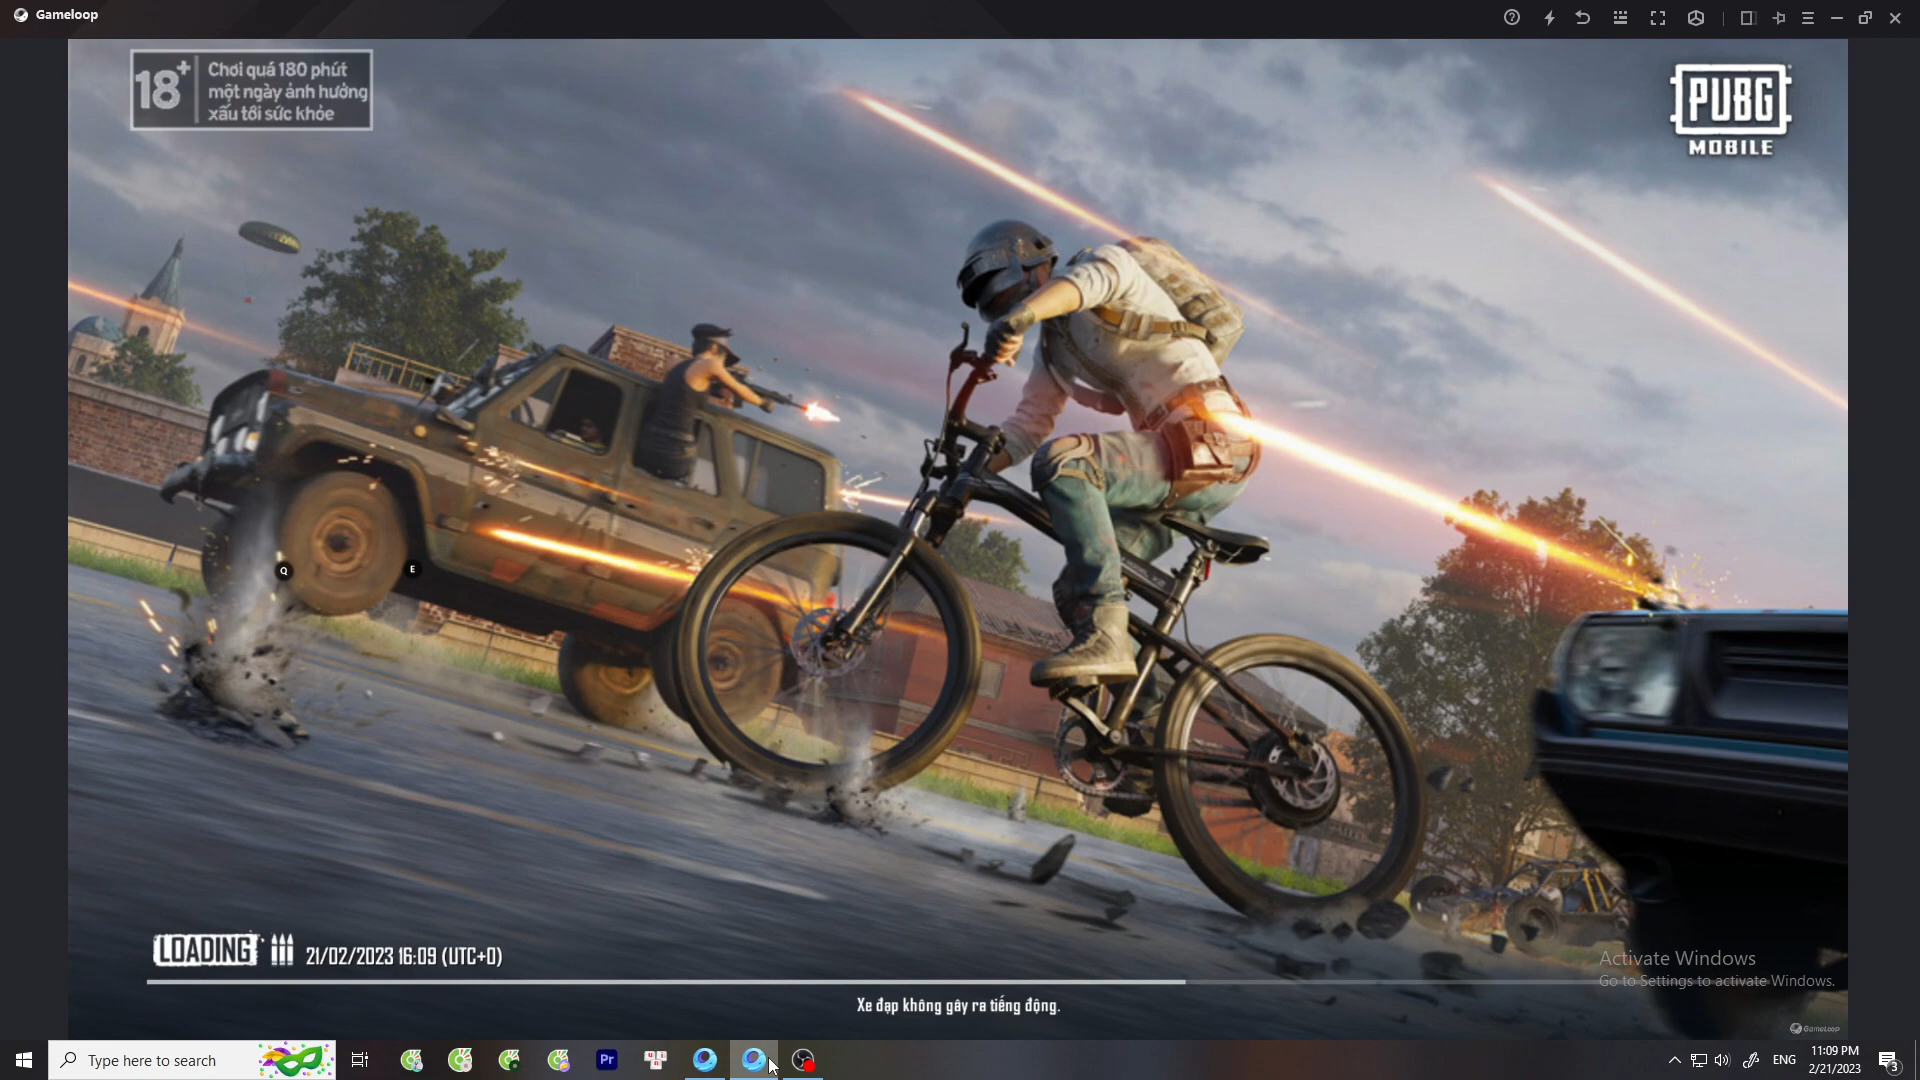 Gameloop
18+
Chơi quá 180 phút
một ngày ảnh hưởng
xấu tới sức khỏe
PUBG
MOBILE
Q
E
LOADING 21/02/2023 16:09 (UTC+0)
Xe đạp không gây ra tiếng động.
Activate Windows
Go to Settings to activate Windows.
GameLoop
Type here to search
Pr
ENG
11:09 PM
2/21/2023
3